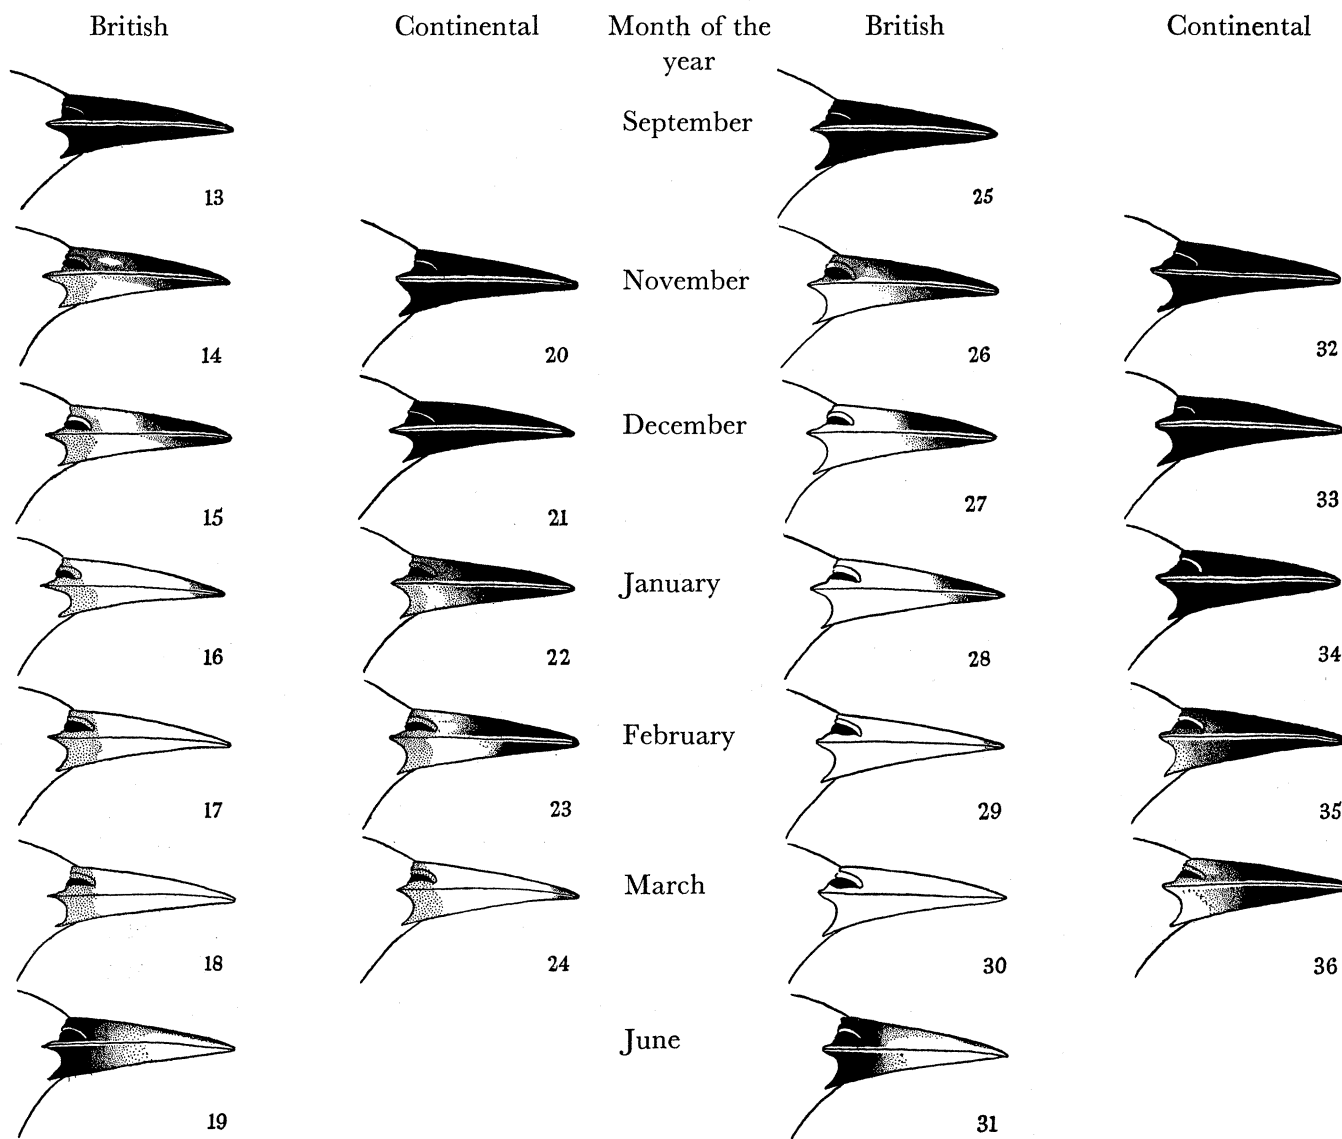 British Continental Month of the year British Continental
September
13 25
November
14 20 26 32
December
15 21 27 33
January
16 22 28 34
February
17 23 29 35
March
18 24 30 36
June
19 31